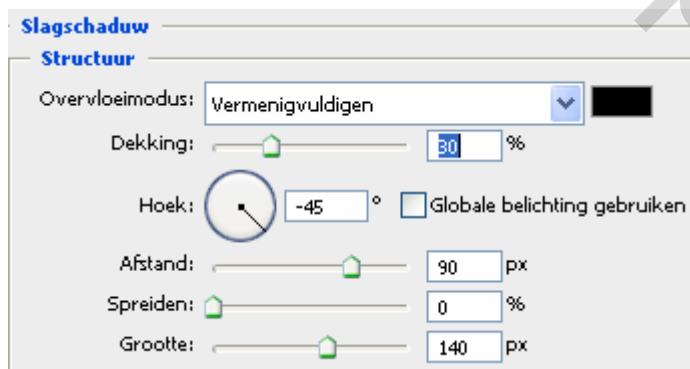 Slagschaduw
Structuur
Overvloeimodus: Vermenigvuldigen
Dekking: 30 %
Hoek: -45 ° Globale belichting gebruiken
Afstand: 90 px
Spreiden: 0 %
Grootte: 140 px